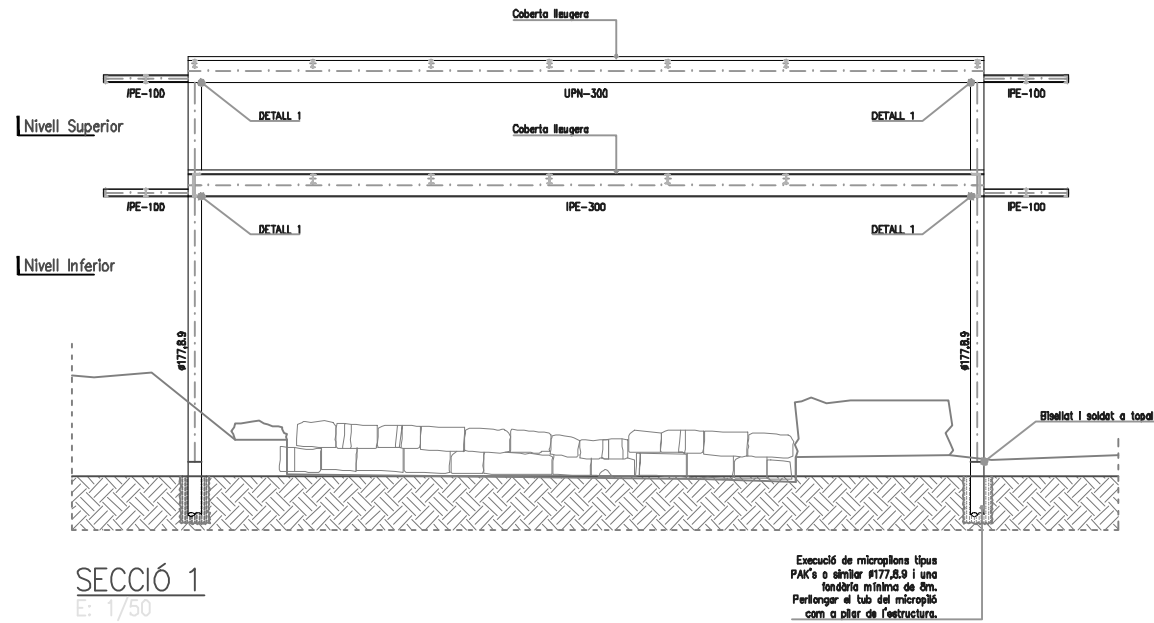 Coberta lleugera
IPE-100
UPN-300
IPE-100
DETALL 1
DETALL 1
Nivell Superior
Coberta lleugera
IPE-100
IPE-300
IPE-100
DETALL 1
DETALL 1
Nivell Inferior
ø177,8.9
ø177,8.9
Bisellat i soldat a topal
Execució de micropilons tipus
PAK's o similar ø177,8.9 i una
fondària mínima de 8m.
Perllongar el tub del micropiló
com a pilar de l'estructura.
SECCIÓ 1
E: 1/50